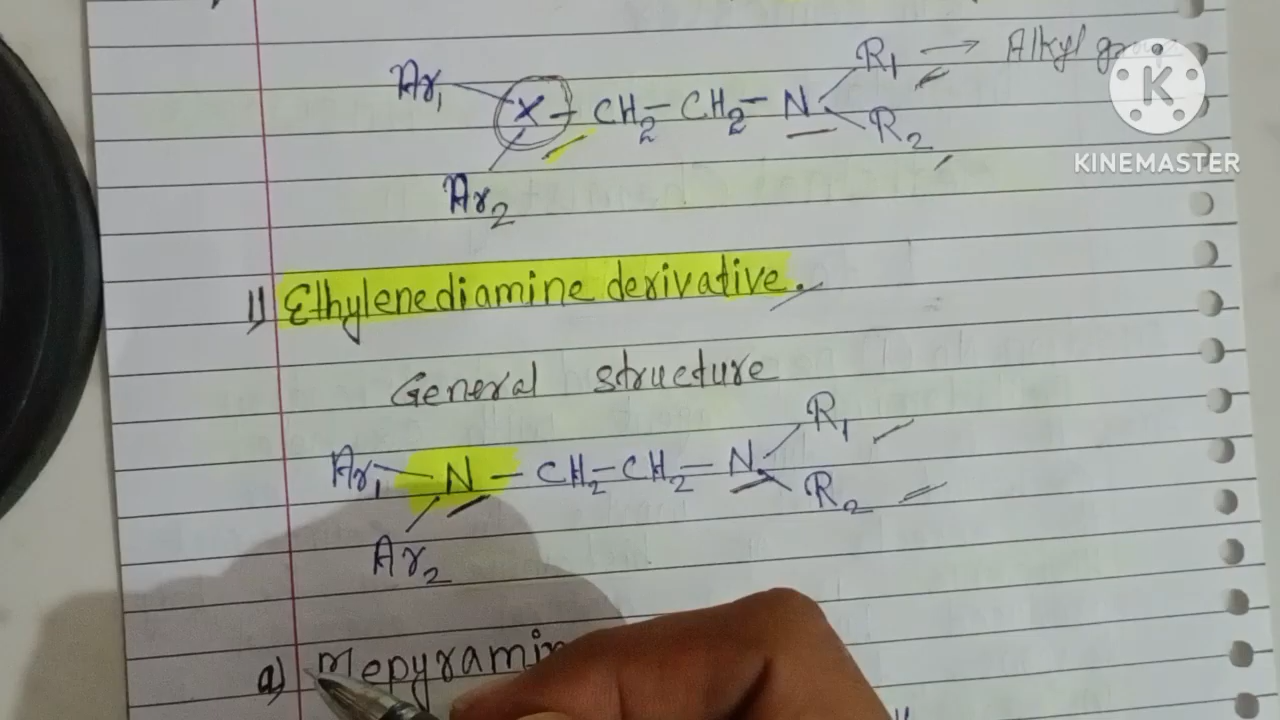 Ar1 X - CH2 - CH2 - N R1 → Alkyl
R2
Ar2
K
KINEMASTER
1) Ethylenediamine derivative.
General structure
Ar1 - N - CH2 - CH2 - N R1
R2
Ar2
a) Mepyramin